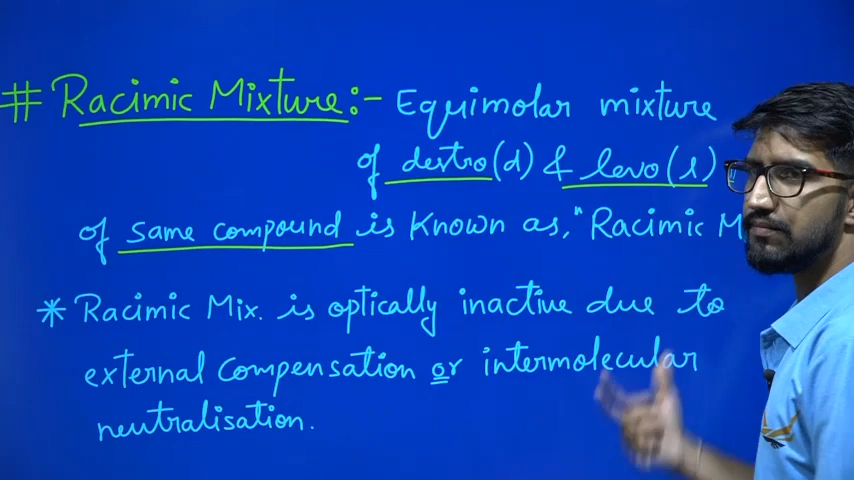 # Racimic Mixture:- Equimolar mixture
of dextro(d) & levo(l)
of same compound is Known as, "Racimic M
* Racimic Mix. is optically inactive due to
external compensation or intermolecular
neutralisation.